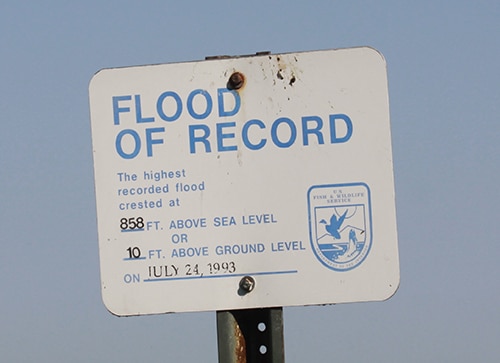 FLOOD
OF RECORD
The highest
recorded flood
crested at
858 FT. ABOVE SEA LEVEL
OR
10 FT. ABOVE GROUND LEVEL
ON JULY 24, 1993
U.S.
FISH & WILDLIFE
SERVICE